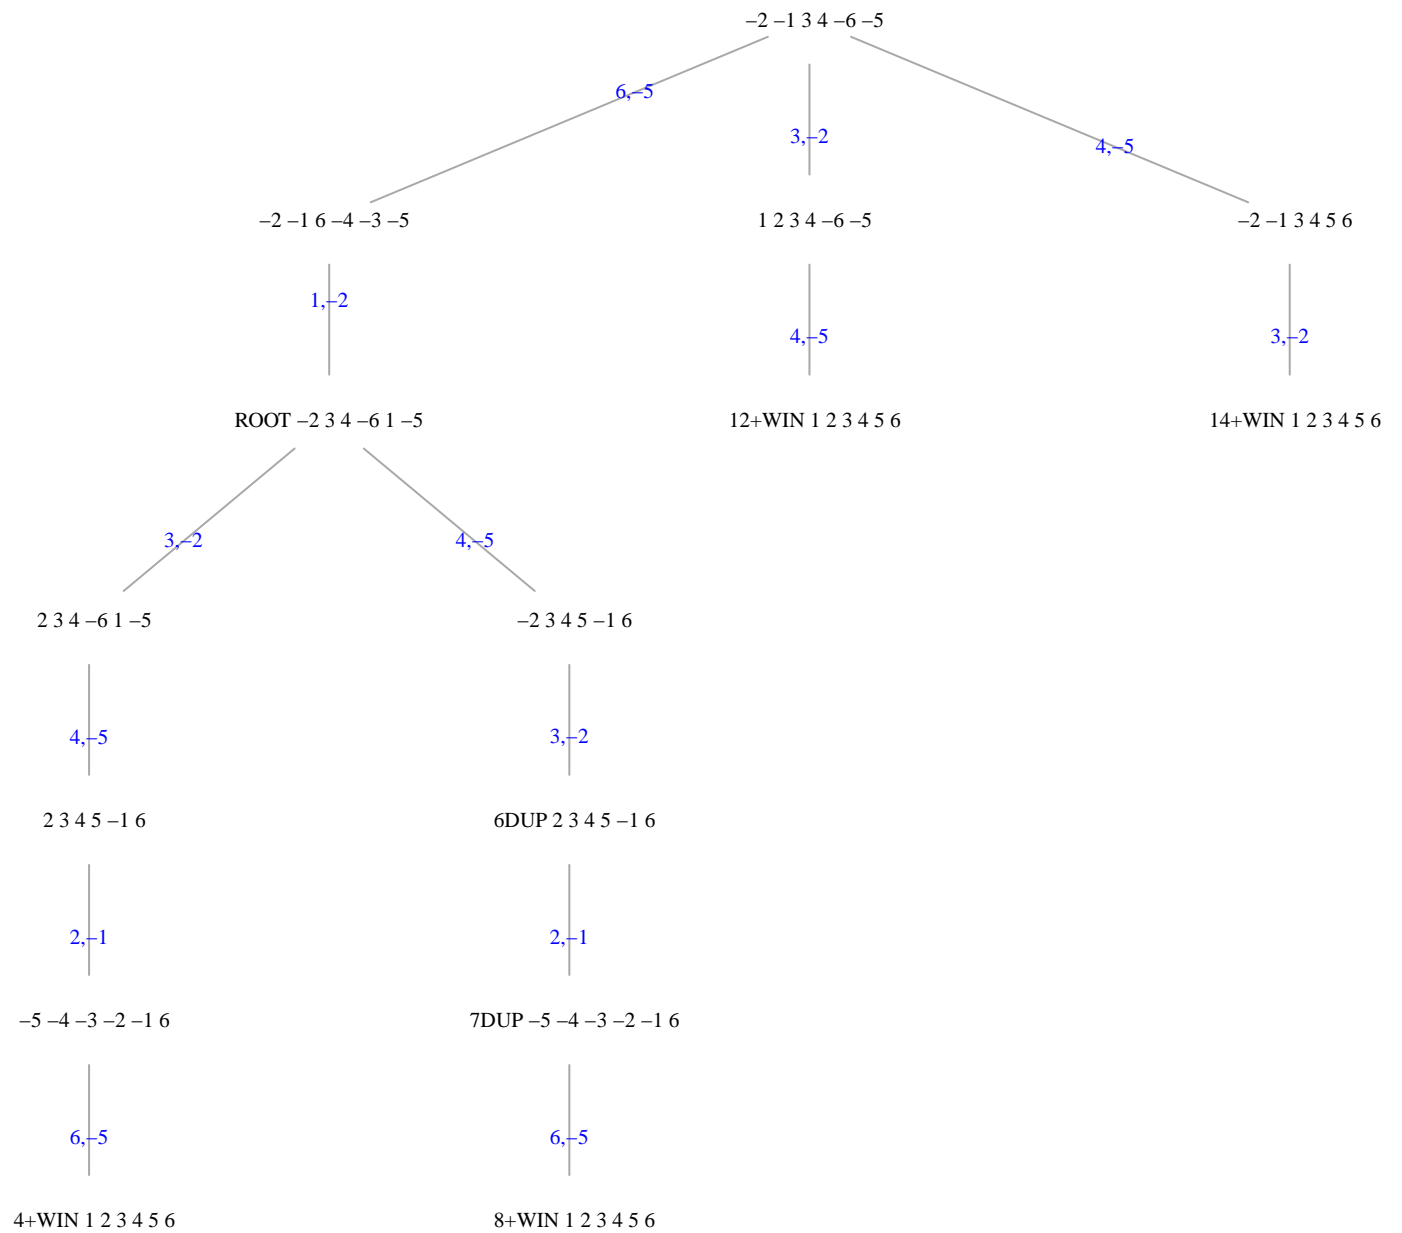 –2 –1 3 4 –6 –5
6,–5
3,–2
4,–5
–2 –1 6 –4 –3 –5
1 2 3 4 –6 –5
–2 –1 3 4 5 6
1,–2
4,–5
3,–2
ROOT –2 3 4 –6 1 –5
12+WIN 1 2 3 4 5 6
14+WIN 1 2 3 4 5 6
3,–2
4,–5
2 3 4 –6 1 –5
–2 3 4 5 –1 6
4,–5
3,–2
2 3 4 5 –1 6
6DUP 2 3 4 5 –1 6
2,–1
2,–1
–5 –4 –3 –2 –1 6
7DUP –5 –4 –3 –2 –1 6
6,–5
6,–5
4+WIN 1 2 3 4 5 6
8+WIN 1 2 3 4 5 6